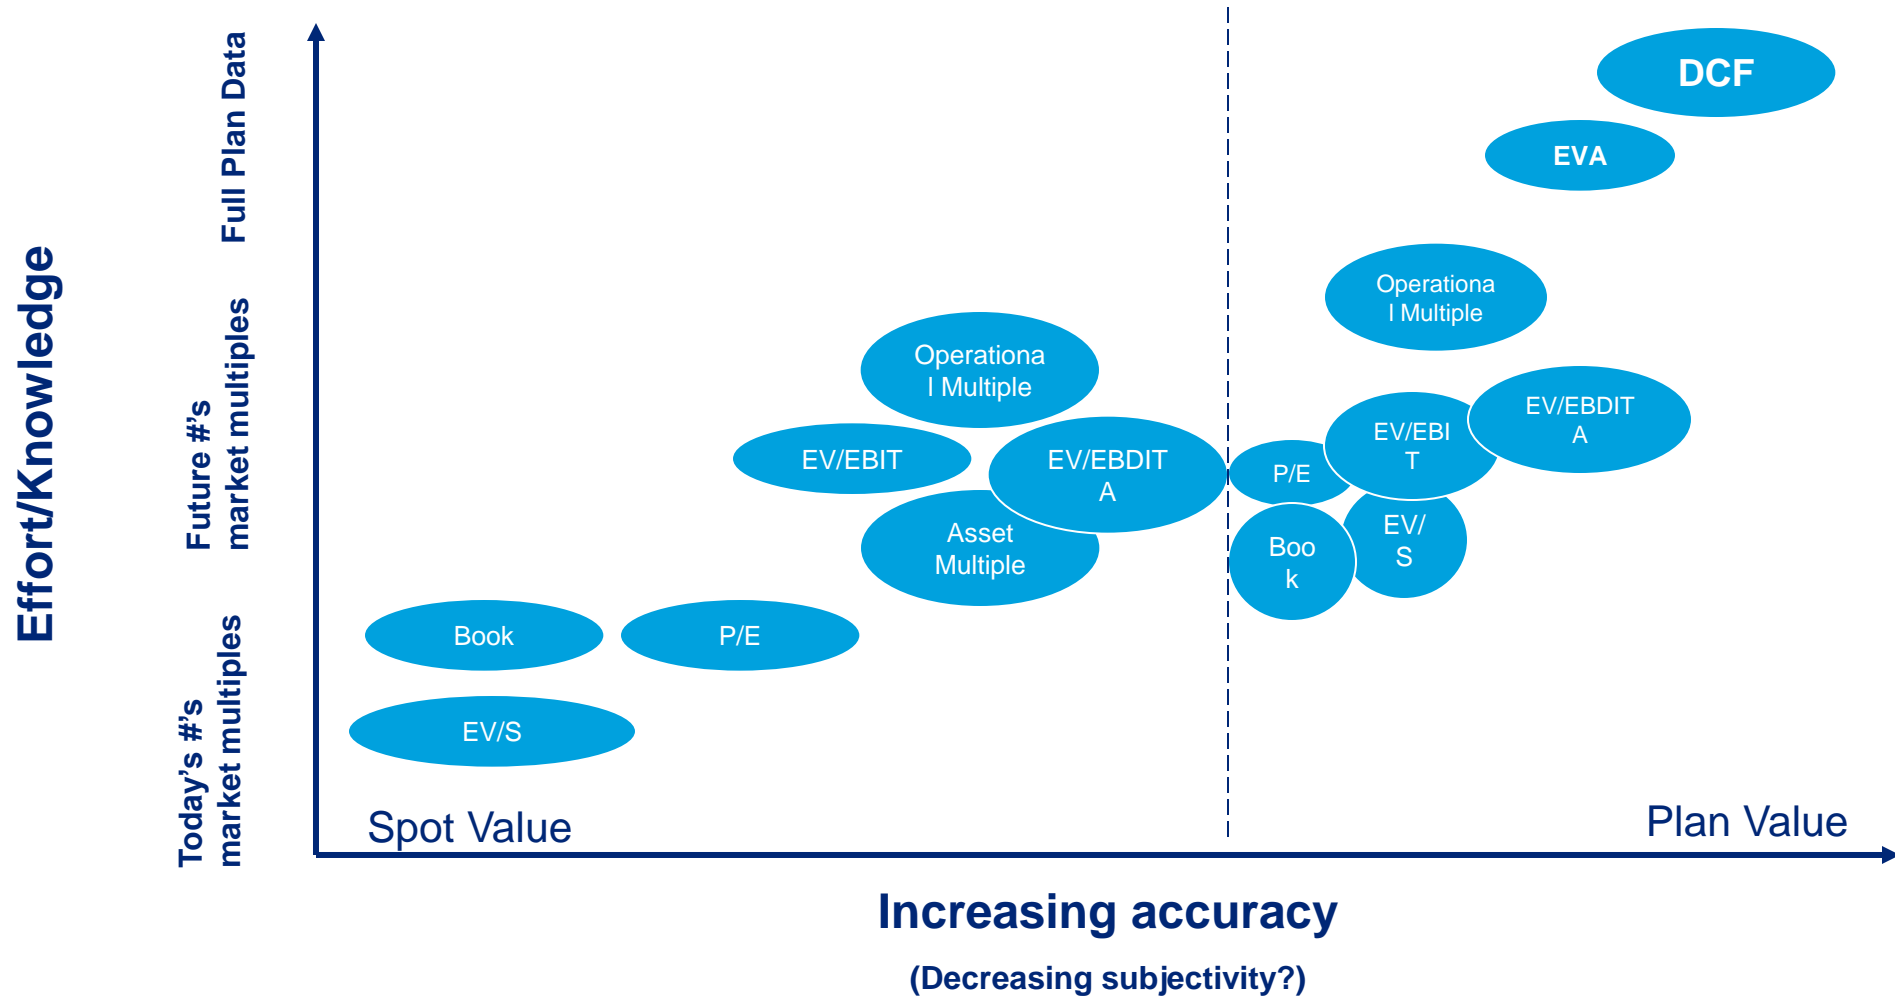 Effort/Knowledge
Full Plan Data
Future #'s
market multiples
Today's #'s
market multiples
DCF
EVA
Operationa
l Multiple
Operationa
l Multiple
EV/EBIT
EV/EBDIT
A
Asset
Multiple
P/E
EV/EBI
T
EV/EBDIT
A
Boo
k
EV/
S
Book
P/E
EV/S
Spot Value
Plan Value
Increasing accuracy
(Decreasing subjectivity?)